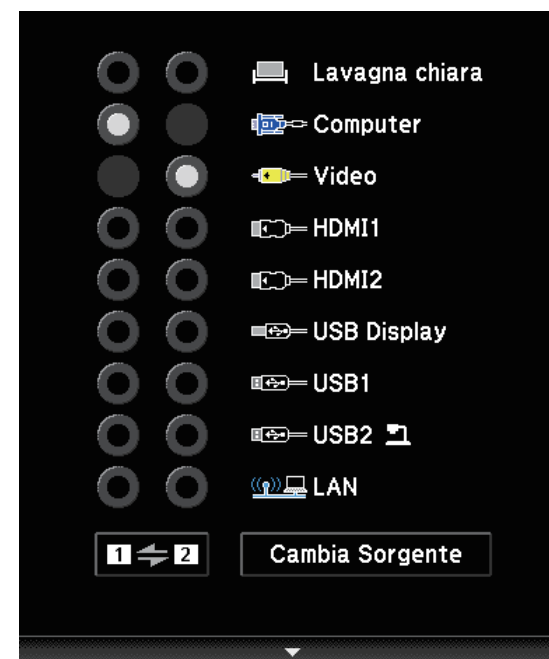 Lavagna chiara
Computer
Video
HDMI1
HDMI2
USB Display
USB1
USB2
LAN
1 2 Cambia Sorgente